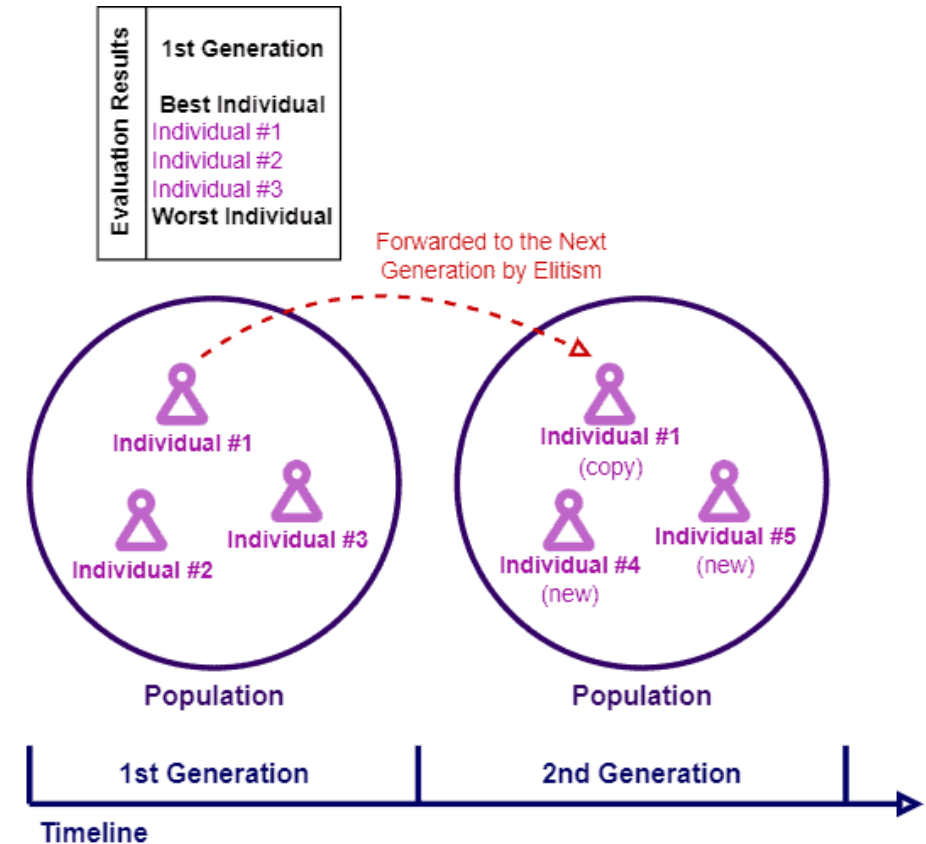 Evaluation Results
1st Generation
Best Individual
Individual #1
Individual #2
Individual #3
Worst Individual
Forwarded to the Next
Generation by Elitism
Individual #1
Individual #2
Individual #3
Population
Individual #1
(copy)
Individual #4
(new)
Individual #5
(new)
Population
1st Generation
2nd Generation
Timeline